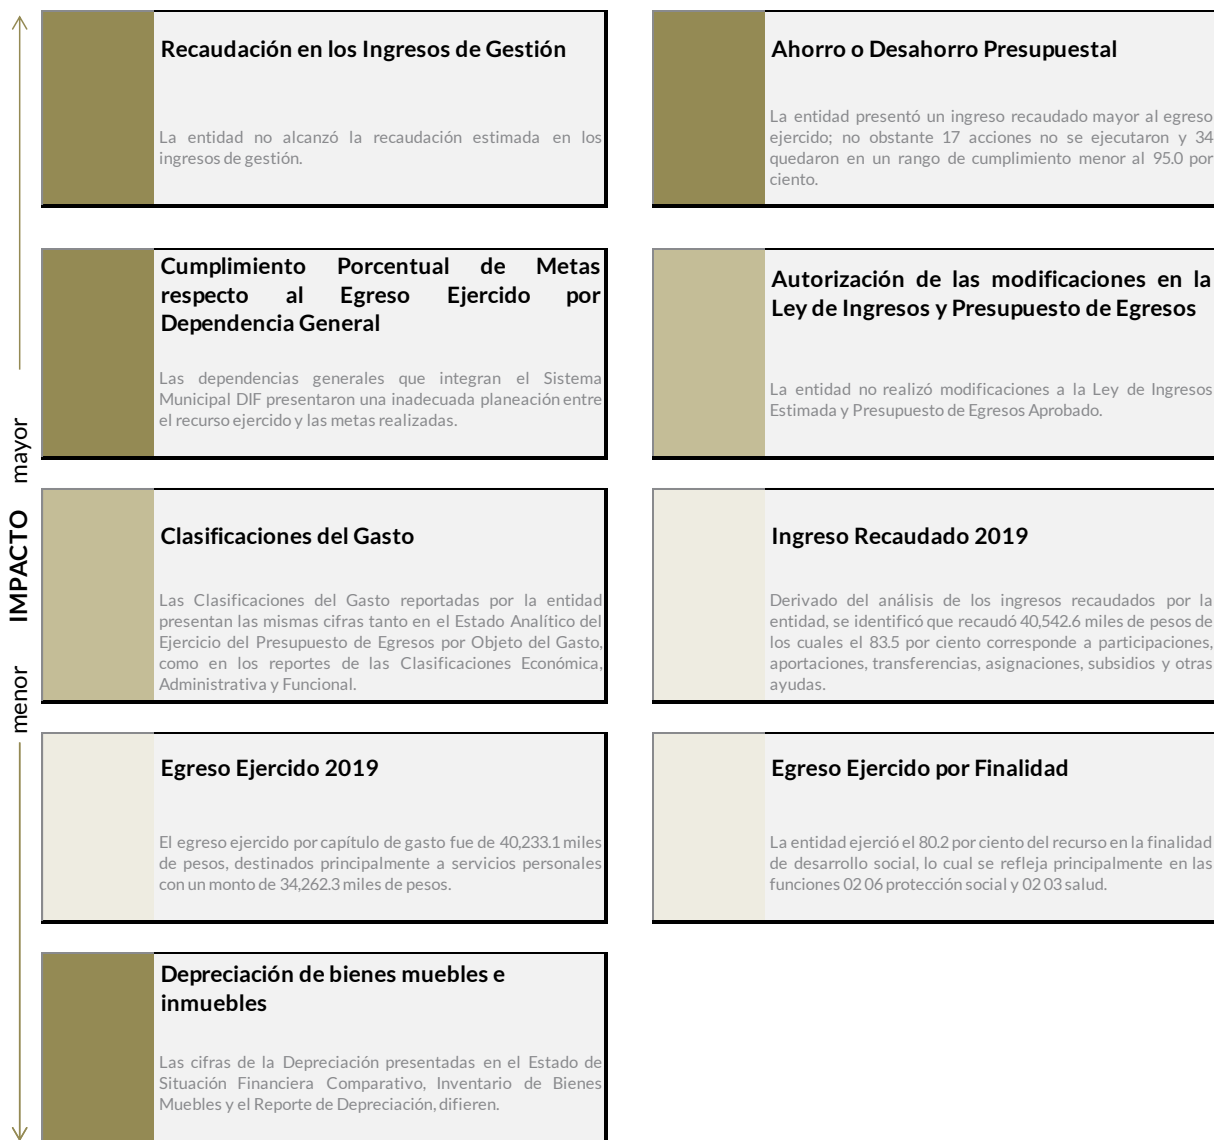 Recaudación en los Ingresos de Gestión
La entidad no alcanzó la recaudación estimada en los
ingresos de gestión.
Ahorro o Desahorro Presupuestal
La entidad presentó un ingreso recaudado mayor al egreso
ejercido; no obstante 17 acciones no se ejecutaron y 34
quedaron en un rango de cumplimiento menor al 95.0 por
ciento.
Cumplimiento Porcentual de Metas
respecto al Egreso Ejercido por
Dependencia General
Las dependencias generales que integran el Sistema
Municipal DIF presentaron una inadecuada planeación entre
el recurso ejercido y las metas realizadas.
Autorización de las modificaciones en la
Ley de Ingresos y Presupuesto de Egresos
La entidad no realizó modificaciones a la Ley de Ingresos
Estimada y Presupuesto de Egresos Aprobado.
menor IMPACTO mayor
Clasificaciones del Gasto
Las Clasificaciones del Gasto reportadas por la entidad
presentan las mismas cifras tanto en el Estado Analítico del
Ejercicio del Presupuesto de Egresos por Objeto del Gasto,
como en los reportes de las Clasificaciones Económica,
Administrativa y Funcional.
Ingreso Recaudado 2019
Derivado del análisis de los ingresos recaudados por la
entidad, se identificó que recaudó 40,542.6 miles de pesos de
los cuales el 83.5 por ciento corresponde a participaciones,
aportaciones, transferencias, asignaciones, subsidios y otras
ayudas.
Egreso Ejercido 2019
El egreso ejercido por capítulo de gasto fue de 40,233.1 miles
de pesos, destinados principalmente a servicios personales
con un monto de 34,262.3 miles de pesos.
Egreso Ejercido por Finalidad
La entidad ejerció el 80.2 por ciento del recurso en la finalidad
de desarrollo social, lo cual se refleja principalmente en las
funciones 02 06 protección social y 02 03 salud.
Depreciación de bienes muebles e
inmuebles
Las cifras de la Depreciación presentadas en el Estado de
Situación Financiera Comparativo, Inventario de Bienes
Muebles y el Reporte de Depreciación, difieren.